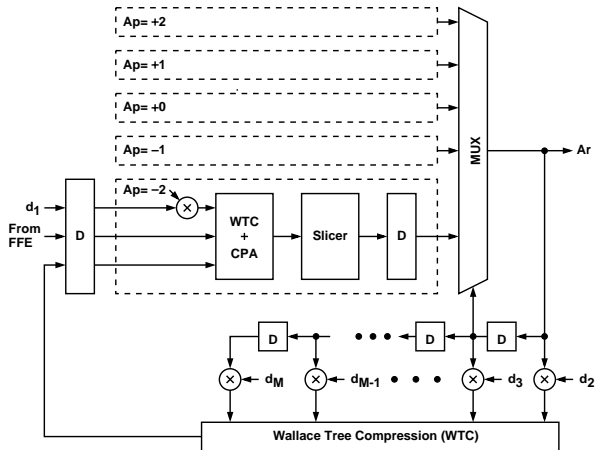 Ap= +2
Ap= +1
Ap= +0
Ap= −1
Ap= −2
MUX
Ar
d1
From
FFE
D
WTC
+
CPA
Slicer
D
D
D
D
dM
dM-1
d3
d2
Wallace Tree Compression (WTC)